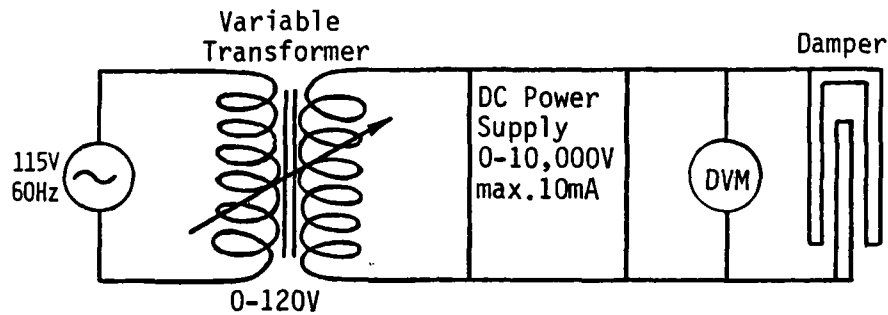 Variable
Transformer
Damper
DC Power
Supply
0-10,000V
max.10mA
115V
60Hz
DVM
0-120V